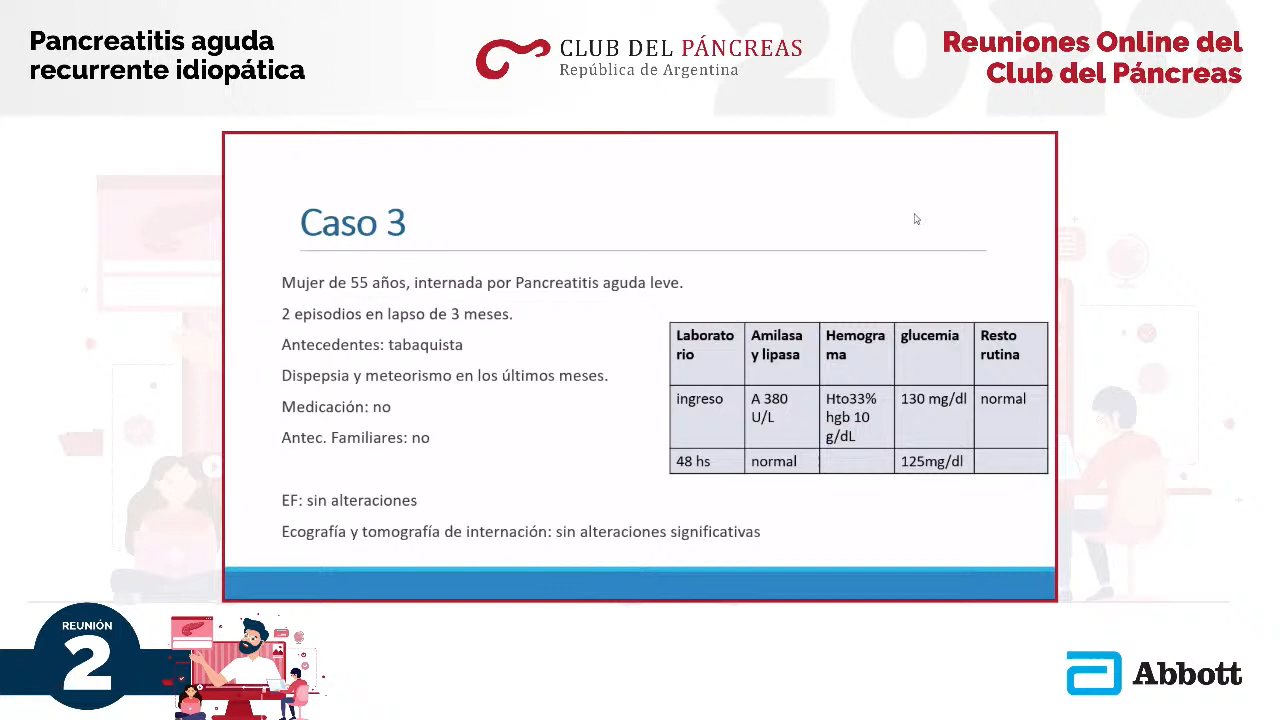 Pancreatitis aguda
recurrente idiopática
CLUB DEL PÁNCREAS
República de Argentina
2020
Reuniones Online del
Club del Páncreas
Caso 3
Mujer de 55 años, internada por Pancreatitis aguda leve.
2 episodios en lapso de 3 meses.
Antecedentes: tabaquista
Dispepsia y meteorismo en los últimos meses.
Medicación: no
Antec. Familiares: no
Laborato
rio
Amilasa
y lipasa
Hemogra
ma
glucemia
Resto
rutina
ingreso
A 380
U/L
Hto33%
hgb 10
g/dL
130 mg/dl
normal
48 hs
normal
125mg/dl
EF: sin alteraciones
Ecografía y tomografía de internación: sin alteraciones significativas
REUNIÓN
2
Abbott